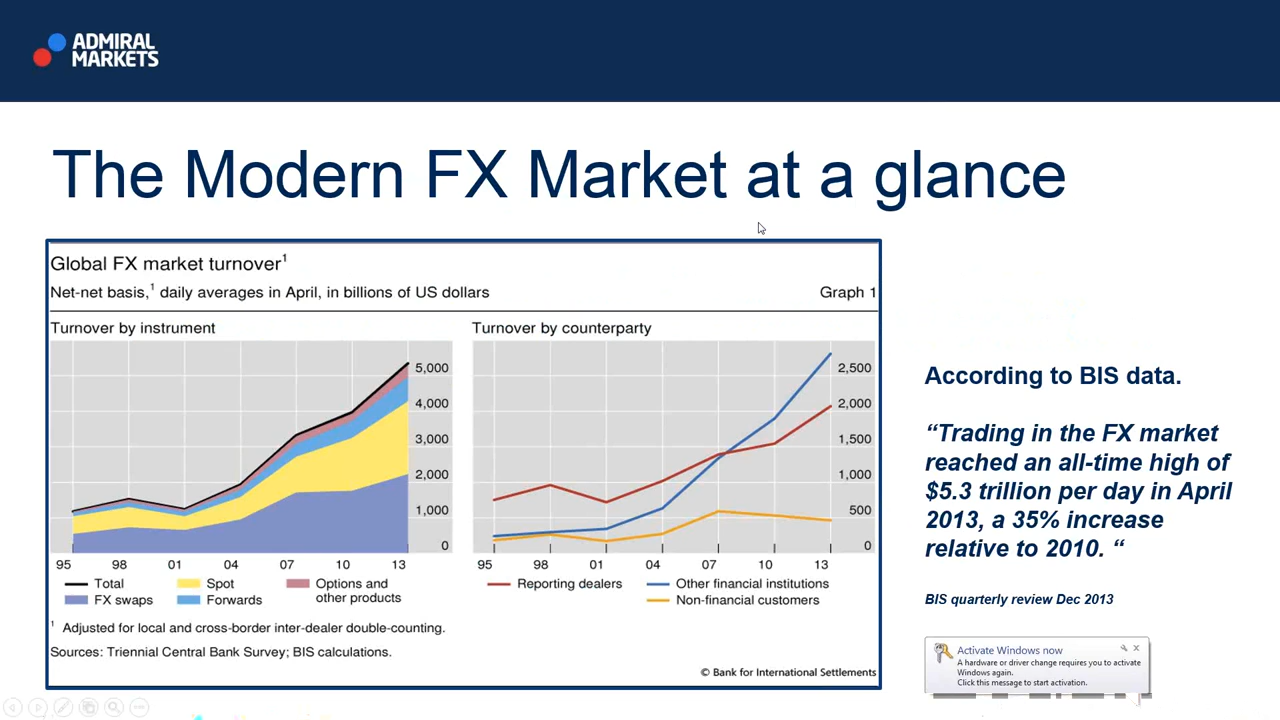 ADMIRAL
MARKETS
The Modern FX Market at a glance
Global FX market turnover¹
Net-net basis,¹ daily averages in April, in billions of US dollars
Graph 1
Turnover by instrument
5,000
4,000
3,000
2,000
1,000
0
95 98 01 04 07 10 13
Total
FX swaps
Spot
Forwards
Options and
other products
Turnover by counterparty
2,500
2,000
1,500
1,000
500
0
95 98 01 04 07 10 13
Reporting dealers
Other financial institutions
Non-financial customers
¹ Adjusted for local and cross-border inter-dealer double-counting.
Sources: Triennial Central Bank Survey; BIS calculations.
© Bank for International Settlements
According to BIS data.
“Trading in the FX market
reached an all-time high of
$5.3 trillion per day in April
2013, a 35% increase
relative to 2010. “
BIS quarterly review Dec 2013
Activate Windows now
A hardware or driver change requires you to activate
Windows again.
Click this message to start activation.